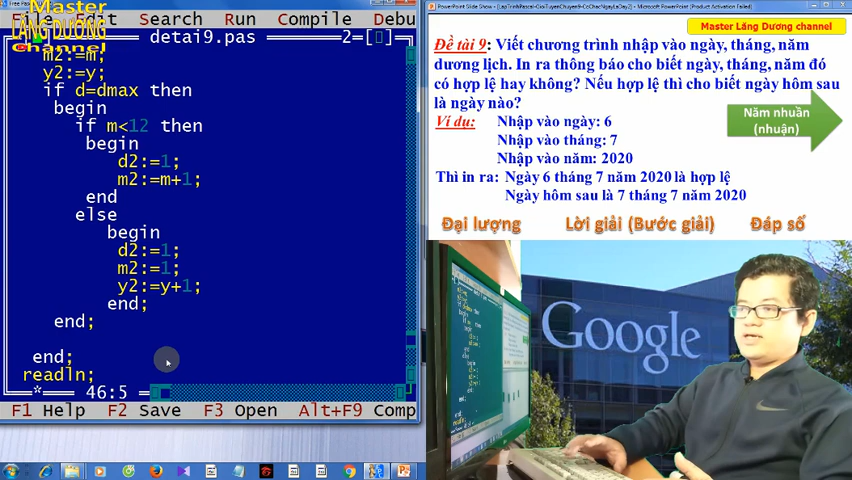 Master
LÃNG DƯƠNG
Channel
File Edit Search Run Compile Debu
detai9.pas 2=[ ]
m2:=m;
y2:=y;
if d=dmax then
begin
if m<12 then
begin
d2:=1;
m2:=m+1;
end
else
begin
d2:=1;
m2:=1;
y2:=y+1;
end;
end;
end;
readln;
* 46:5
F1 Help F2 Save F3 Open Alt+F9 Comp
Master Lãng Dương channel
Đề tài 9: Viết chương trình nhập vào ngày, tháng, năm
dương lịch. In ra thông báo cho biết ngày, tháng, năm đó
có hợp lệ hay không? Nếu hợp lệ thì cho biết ngày hôm sau
là ngày nào?
Ví dụ: Nhập vào ngày: 6
Nhập vào tháng: 7
Nhập vào năm: 2020
Thì in ra: Ngày 6 tháng 7 năm 2020 là hợp lệ
Ngày hôm sau là 7 tháng 7 năm 2020
Năm nhuần
(nhuận)
Đại lượng Lời giải (Bước giải) Đáp số
Google